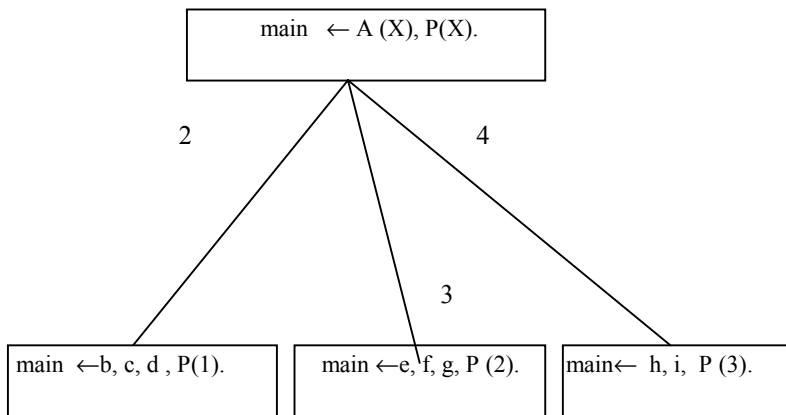 main ← A (X), P(X).
2
4
3
main ←b, c, d , P(1).
main ←e, f, g, P (2).
main← h, i, P (3).